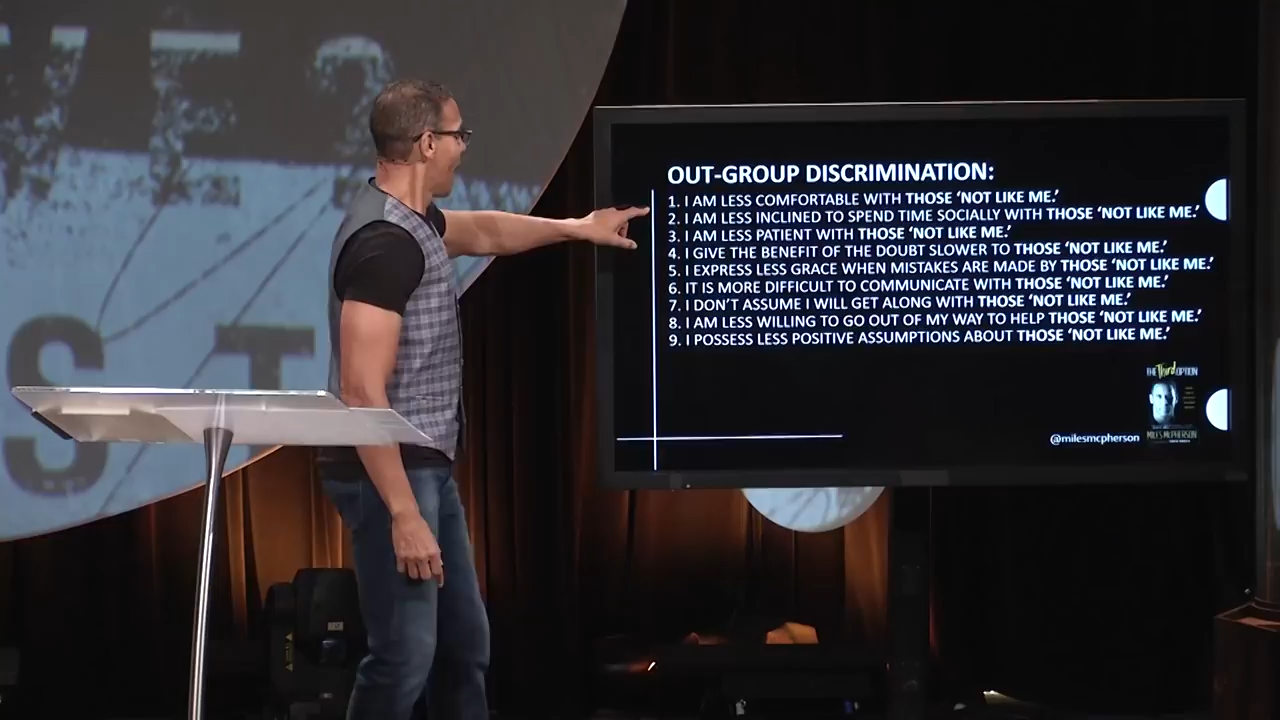 VE?
ST
OUT-GROUP DISCRIMINATION:
1. I AM LESS COMFORTABLE WITH THOSE ‘NOT LIKE ME.’
2. I AM LESS INCLINED TO SPEND TIME SOCIALLY WITH THOSE ‘NOT LIKE ME.’
3. I AM LESS PATIENT WITH THOSE ‘NOT LIKE ME.’
4. I GIVE THE BENEFIT OF THE DOUBT SLOWER TO THOSE ‘NOT LIKE ME.’
5. I EXPRESS LESS GRACE WHEN MISTAKES ARE MADE BY THOSE ‘NOT LIKE ME.’
6. IT IS MORE DIFFICULT TO COMMUNICATE WITH THOSE ‘NOT LIKE ME.’
7. I DON’T ASSUME I WILL GET ALONG WITH THOSE ‘NOT LIKE ME.’
8. I AM LESS WILLING TO GO OUT OF MY WAY TO HELP THOSE ‘NOT LIKE ME.’
9. I POSSESS LESS POSITIVE ASSUMPTIONS ABOUT THOSE ‘NOT LIKE ME.’
THE Third OPTION
MILES MCPHERSON
@milesmcpherson